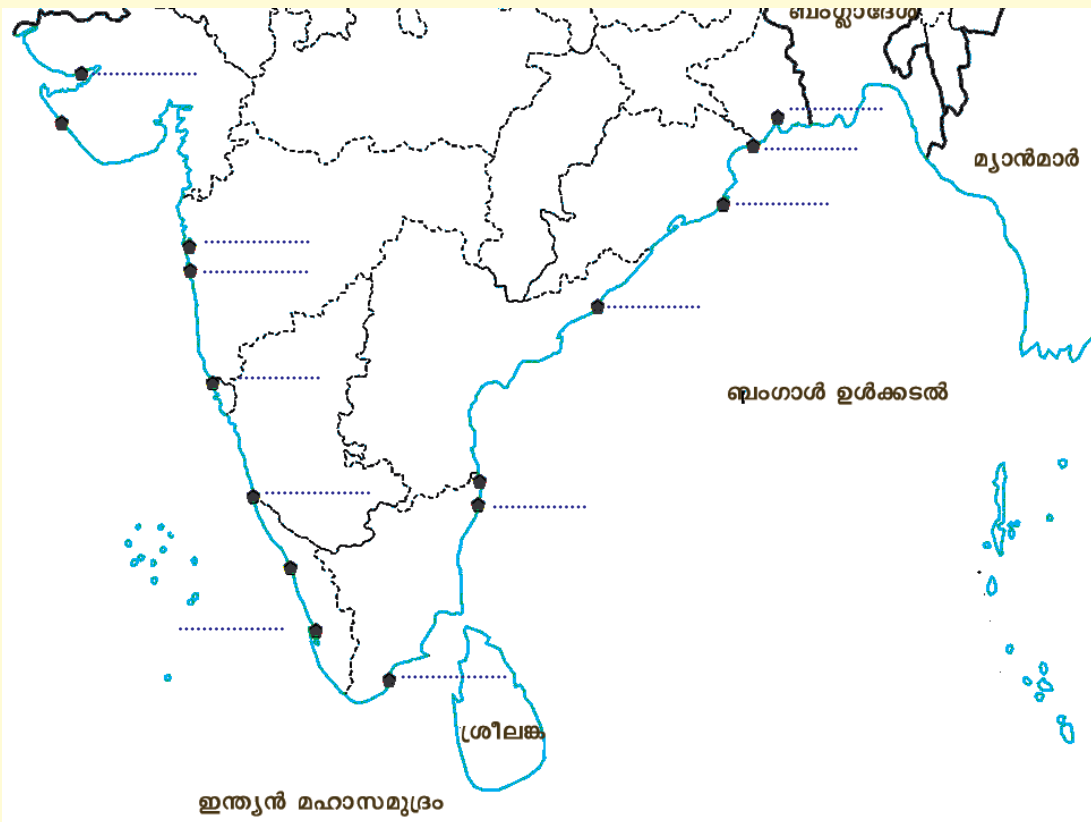 ബംഗ്ലാദേശ്
മ്യാൻമാർ
ബംഗാൾ ഉൾക്കടൽ
ശ്രീലങ്ക
ഇന്ത്യൻ മഹാസമുദ്രം